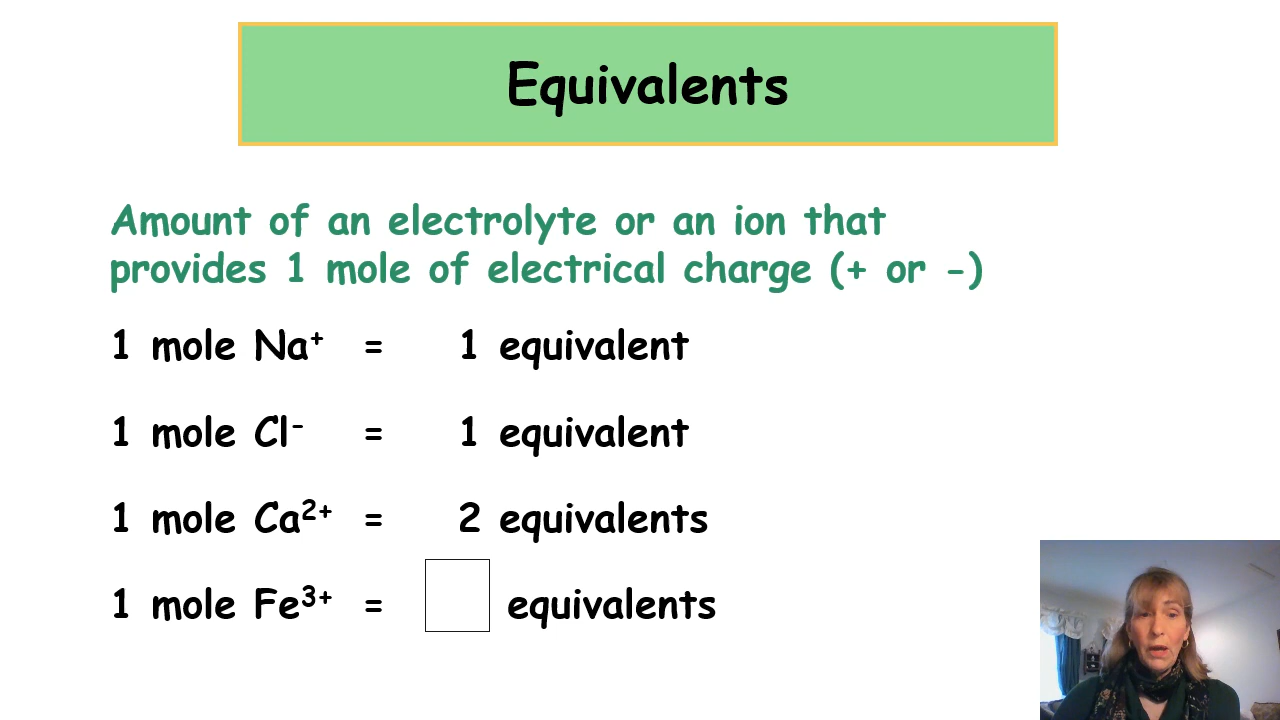 Equivalents
Amount of an electrolyte or an ion that
provides 1 mole of electrical charge (+ or -)
1 mole Na⁺ = 1 equivalent
1 mole Cl⁻ = 1 equivalent
1 mole Ca²⁺ = 2 equivalents
1 mole Fe³⁺ = equivalents